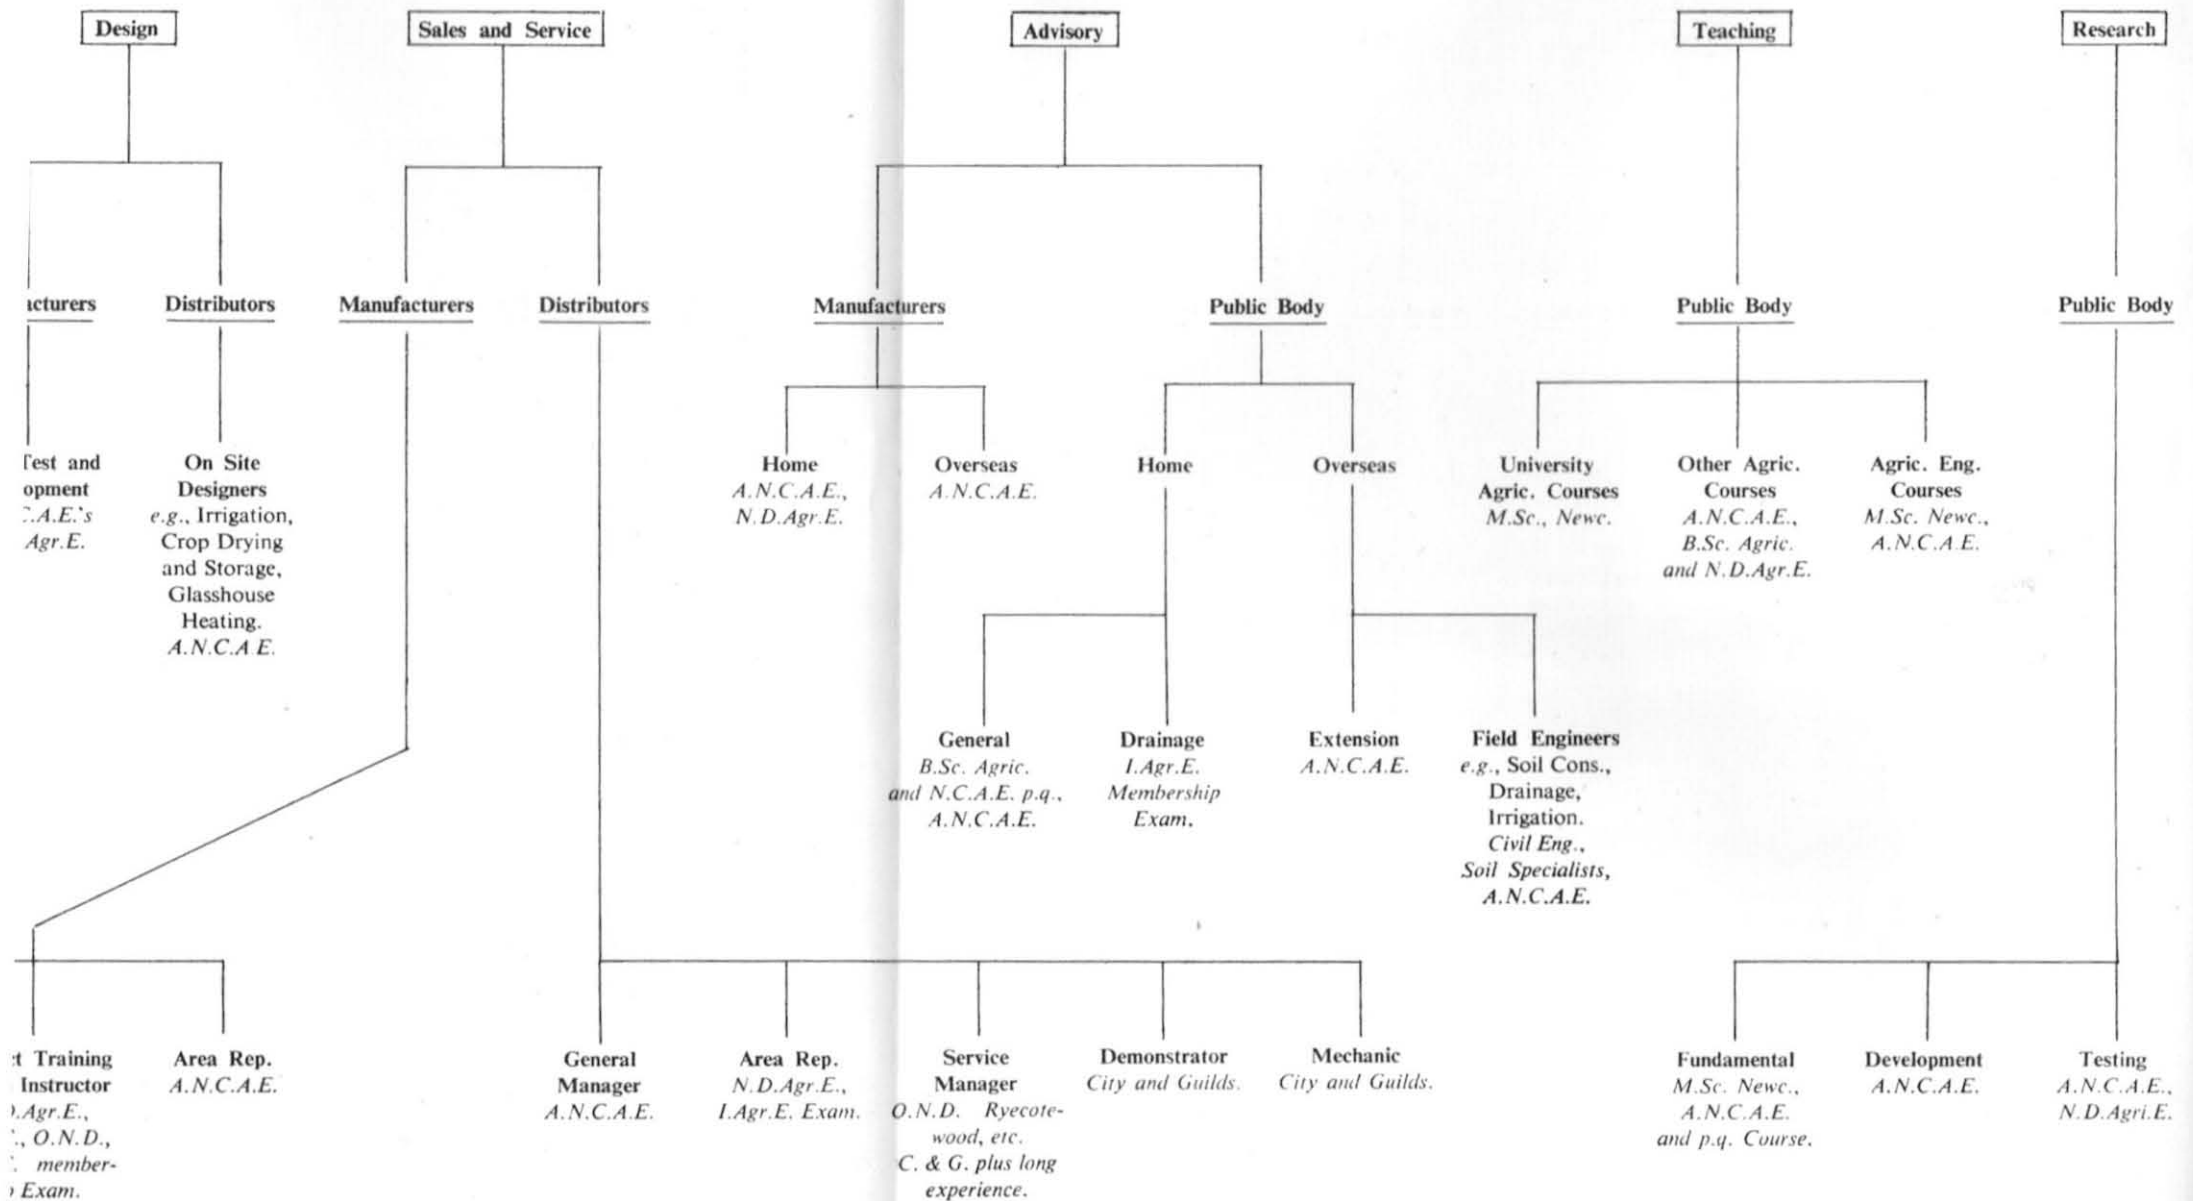 Design
Sales and Service
Advisory
Teaching
Research
Distributors
Manufacturers
Distributors
Manufacturers
Public Body
Public Body
Public Body
and
On Site
Designers
e.g., Irrigation,
Crop Drying
and Storage,
Glasshouse
Heating.
A.N.C.A.E.
Home
A.N.C.A.E.,
N.D.Agr.E.
Overseas
A.N.C.A.E.
Home
Overseas
University
Agric. Courses
M.Sc., Newc.
Other Agric.
Courses
A.N.C.A.E.,
B.Sc. Agric.
and N.D.Agr.E.
Agric. Eng.
Courses
M.Sc. Newc.,
A.N.C.A.E.
General
B.Sc. Agric.
and N.C.A.E. p.q.,
A.N.C.A.E.
Drainage
I.Agr.E.
Membership
Exam.
Extension
A.N.C.A.E.
Field Engineers
e.g., Soil Cons.,
Drainage,
Irrigation.
Civil Eng.,
Soil Specialists,
A.N.C.A.E.
Training
Instructor
O.N.D.,
member-
Exam.
Area Rep.
A.N.C.A.E.
General
Manager
A.N.C.A.E.
Area Rep.
N.D.Agr.E.,
I.Agr.E. Exam.
Service
Manager
O.N.D. Ryecote-
wood, etc.
C. & G. plus long
experience.
Demonstrator
City and Guilds.
Mechanic
City and Guilds.
Fundamental
M.Sc. Newc.,
A.N.C.A.E.
and p.q. Course.
Development
A.N.C.A.E.
Testing
A.N.C.A.E.,
N.D.Agri.E.